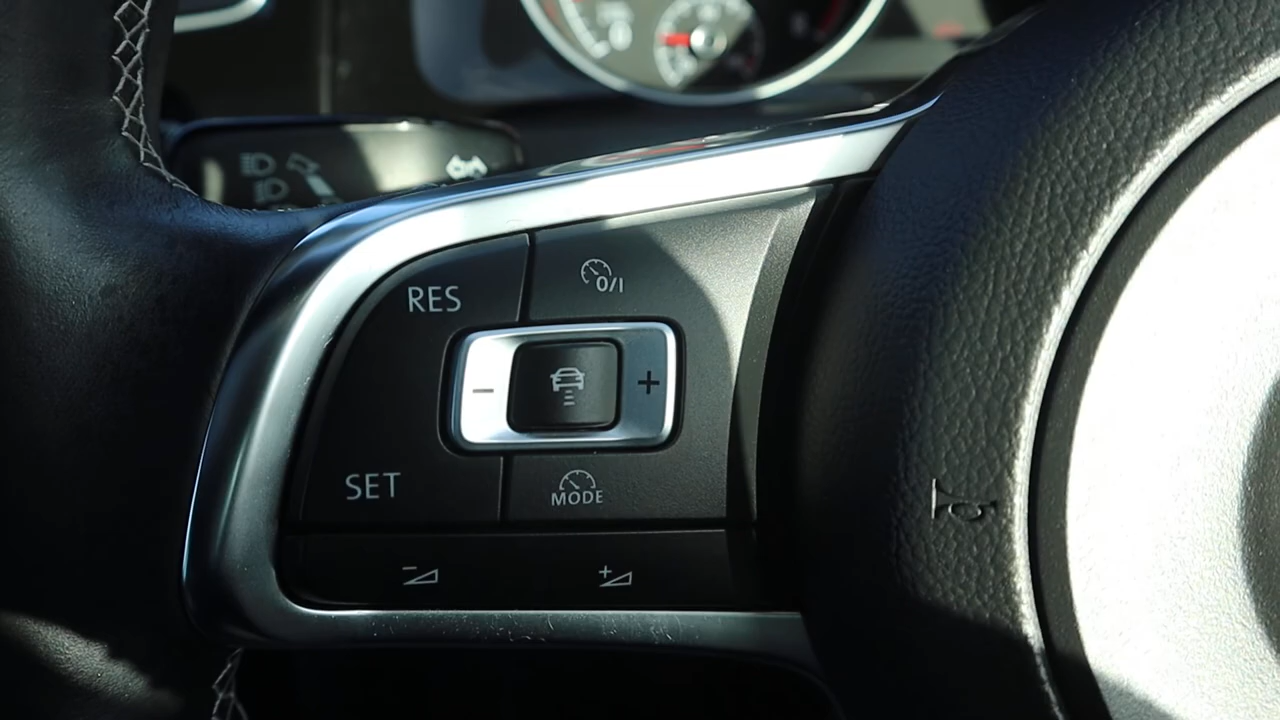 RES
0/I
- +
SET
MODE
- +